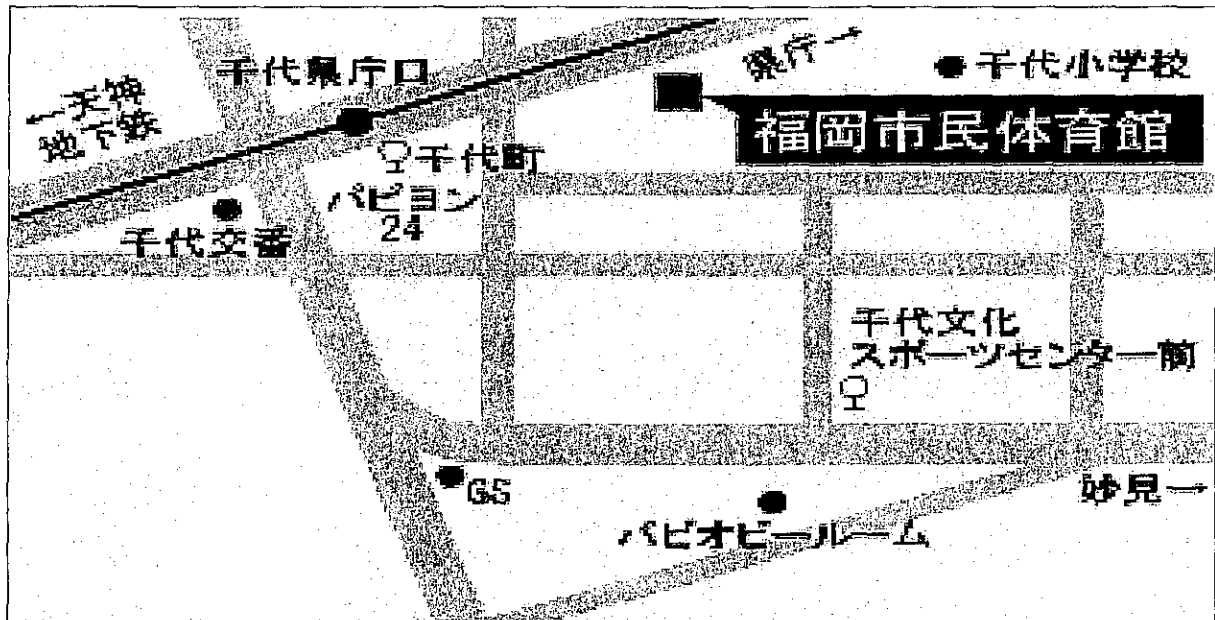 千代県庁口
県庁→
千代小学校
←天神
地下鉄
福岡市民体育館
千代町
パピヨン
24
千代交番
千代文化
スポーツセンター前
GS
妙見→
パピオビールーム